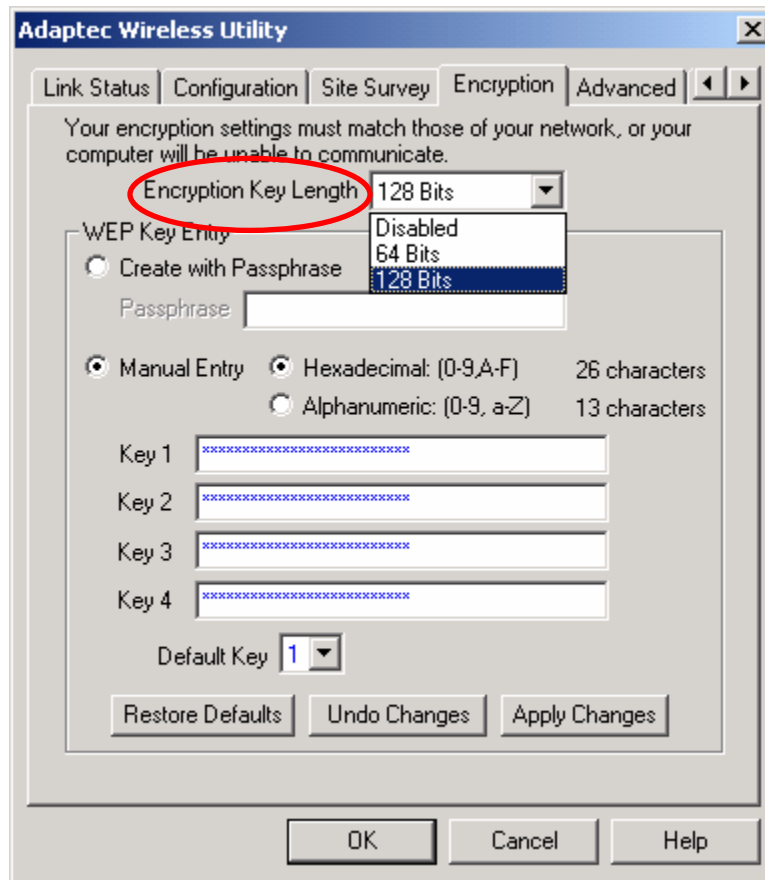 Adaptec Wireless Utility
Link Status Configuration Site Survey Encryption Advanced
Your encryption settings must match those of your network, or your
computer will be unable to communicate.
Encryption Key Length 128 Bits
Disabled
64 Bits
128 Bits
WEP Key Entry
Create with Passphrase
Passphrase
Manual Entry Hexadecimal: (0-9,A-F) 26 characters
Alphanumeric: (0-9, a-Z) 13 characters
Key 1 **************************
Key 2 **************************
Key 3 **************************
Key 4 **************************
Default Key 1
Restore Defaults Undo Changes Apply Changes
OK Cancel Help